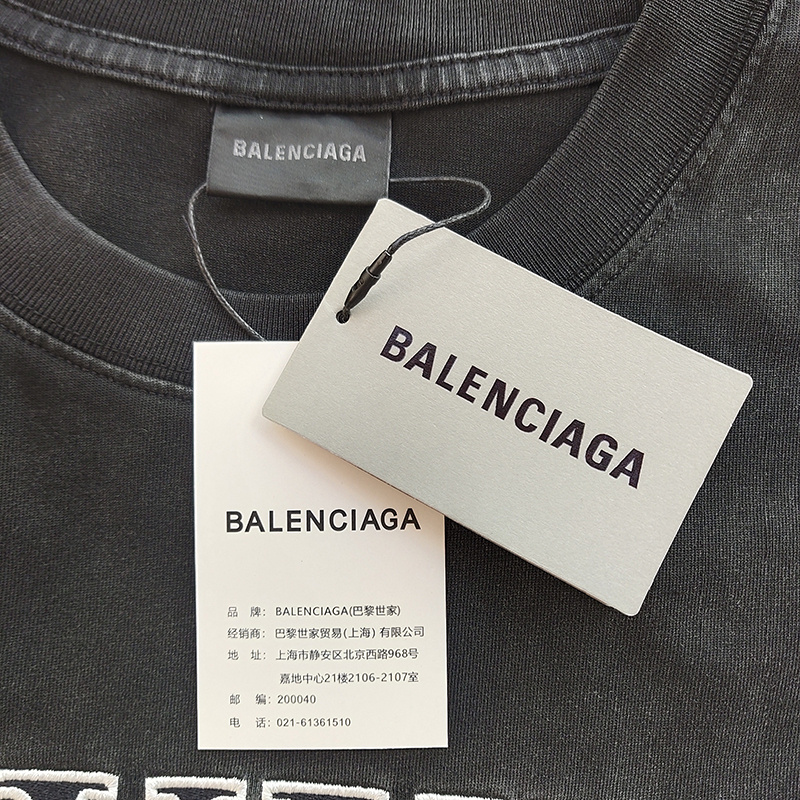 BALENCIAGA
BALENCIAGA
BALENCIAGA
品 牌: BALENCIAGA(巴黎世家)
经销商: 巴黎世家贸易(上海)有限公司
地 址: 上海市静安区北京西路968号
嘉地中心21楼2106-2107室
邮 编: 200040
电 话: 021-61361510